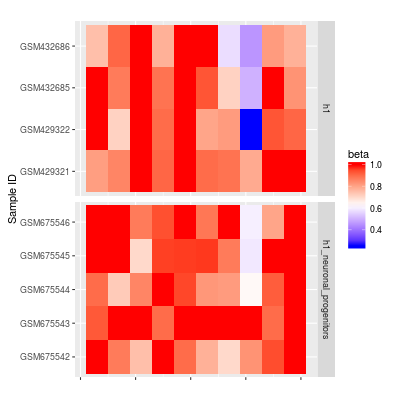 Sample ID
GSM432686
GSM432685
GSM429322
GSM429321
h1
GSM675546
GSM675545
GSM675544
GSM675543
GSM675542
h1_neuronal_progenitors
beta
1.0
0.8
0.6
0.4